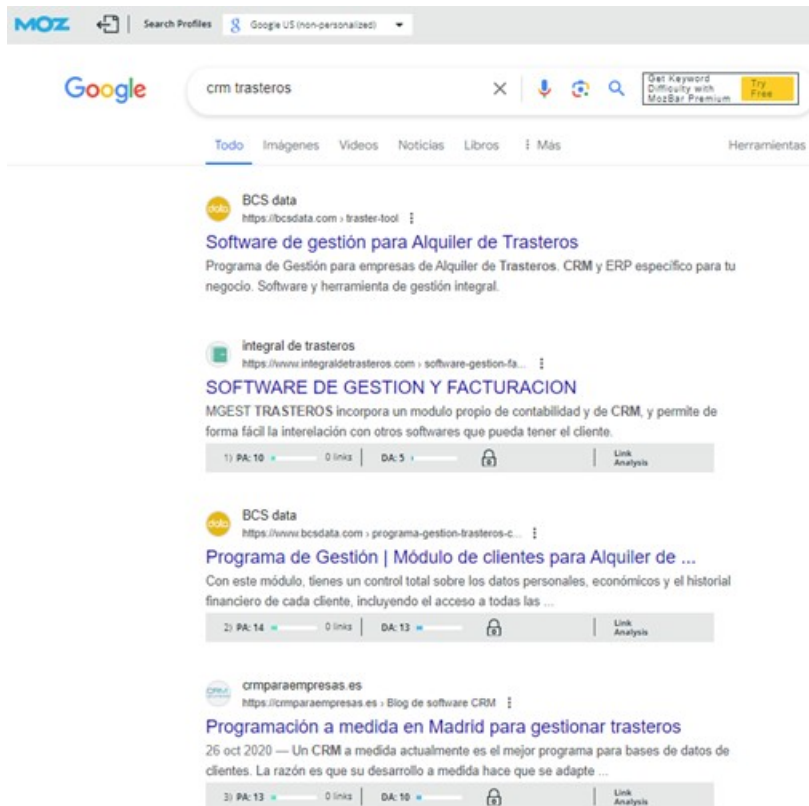 MOZ Search Profiles Google US (non-personalized)
Google crm trasteros Get Keyword Difficulty with MozBar Premium Try Free
Todo Imágenes Videos Noticias Libros Más Herramientas
data BCS data
https://bcsdata.com › traster-tool
Software de gestión para Alquiler de Trasteros
Programa de Gestión para empresas de Alquiler de Trasteros. CRM y ERP específico para tu
negocio. Software y herramienta de gestión integral.
integral de trasteros
https://www.integraldetrasteros.com › software-gestion-fa...
SOFTWARE DE GESTION Y FACTURACION
MGEST TRASTEROS incorpora un modulo propio de contabilidad y de CRM, y permite de
forma fácil la interelación con otros softwares que pueda tener el cliente.
1) PA: 10 0 links DA: 5 Link Analysis
data BCS data
https://www.bcsdata.com › programa-gestion-trasteros-c...
Programa de Gestión | Módulo de clientes para Alquiler de ...
Con este módulo, tienes un control total sobre los datos personales, económicos y el historial
financiero de cada cliente, incluyendo el acceso a todas las ...
2) PA: 14 0 links DA: 13 Link Analysis
CRM crmparaempresas.es
https://crmparaempresas.es › Blog de software CRM
Programación a medida en Madrid para gestionar trasteros
26 oct 2020 — Un CRM a medida actualmente es el mejor programa para bases de datos de
clientes. La razón es que su desarrollo a medida hace que se adapte ...
3) PA: 13 0 links DA: 10 Link Analysis